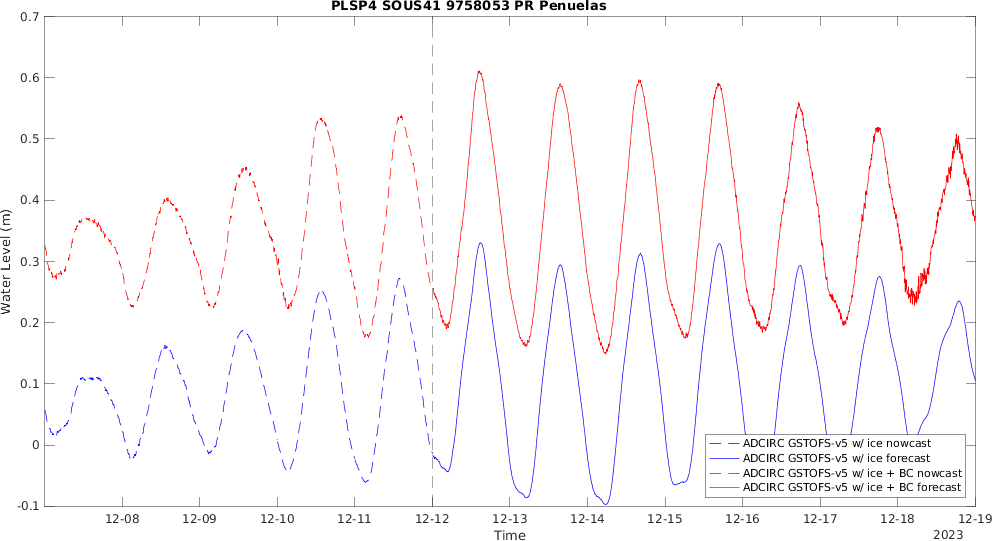 PLSP4 SOUS41 9758053 PR Penuelas
Water Level (m)
0.7
0.6
0.5
0.4
0.3
0.2
0.1
0
-0.1
ADCIRC GSTOFS-v5 w/ ice nowcast
ADCIRC GSTOFS-v5 w/ ice forecast
ADCIRC GSTOFS-v5 w/ ice + BC nowcast
ADCIRC GSTOFS-v5 w/ ice + BC forecast
12-08 12-09 12-10 12-11 12-12 12-13 12-14 12-15 12-16 12-17 12-18 12-19
Time
2023